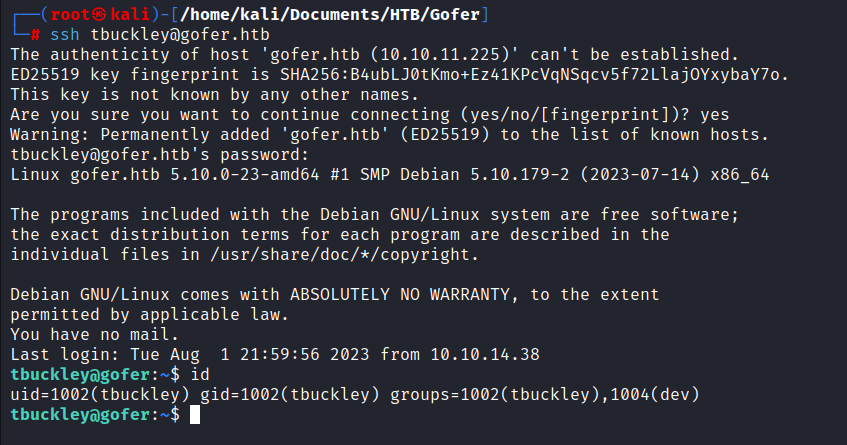 ┌──(root㉿kali)-[/home/kali/Documents/HTB/Gofer]
└─# ssh tbuckley@gofer.htb
The authenticity of host 'gofer.htb (10.10.11.225)' can't be established.
ED25519 key fingerprint is SHA256:B4ubLJ0tKmo+Ez41KPcVqNSqcv5f72LlajOYxybaY7o.
This key is not known by any other names.
Are you sure you want to continue connecting (yes/no/[fingerprint])? yes
Warning: Permanently added 'gofer.htb' (ED25519) to the list of known hosts.
tbuckley@gofer.htb's password:
Linux gofer.htb 5.10.0-23-amd64 #1 SMP Debian 5.10.179-2 (2023-07-14) x86_64

The programs included with the Debian GNU/Linux system are free software;
the exact distribution terms for each program are described in the
individual files in /usr/share/doc/*/copyright.

Debian GNU/Linux comes with ABSOLUTELY NO WARRANTY, to the extent
permitted by applicable law.
You have no mail.
Last login: Tue Aug  1 21:59:56 2023 from 10.10.14.38
tbuckley@gofer:~$ id
uid=1002(tbuckley) gid=1002(tbuckley) groups=1002(tbuckley),1004(dev)
tbuckley@gofer:~$